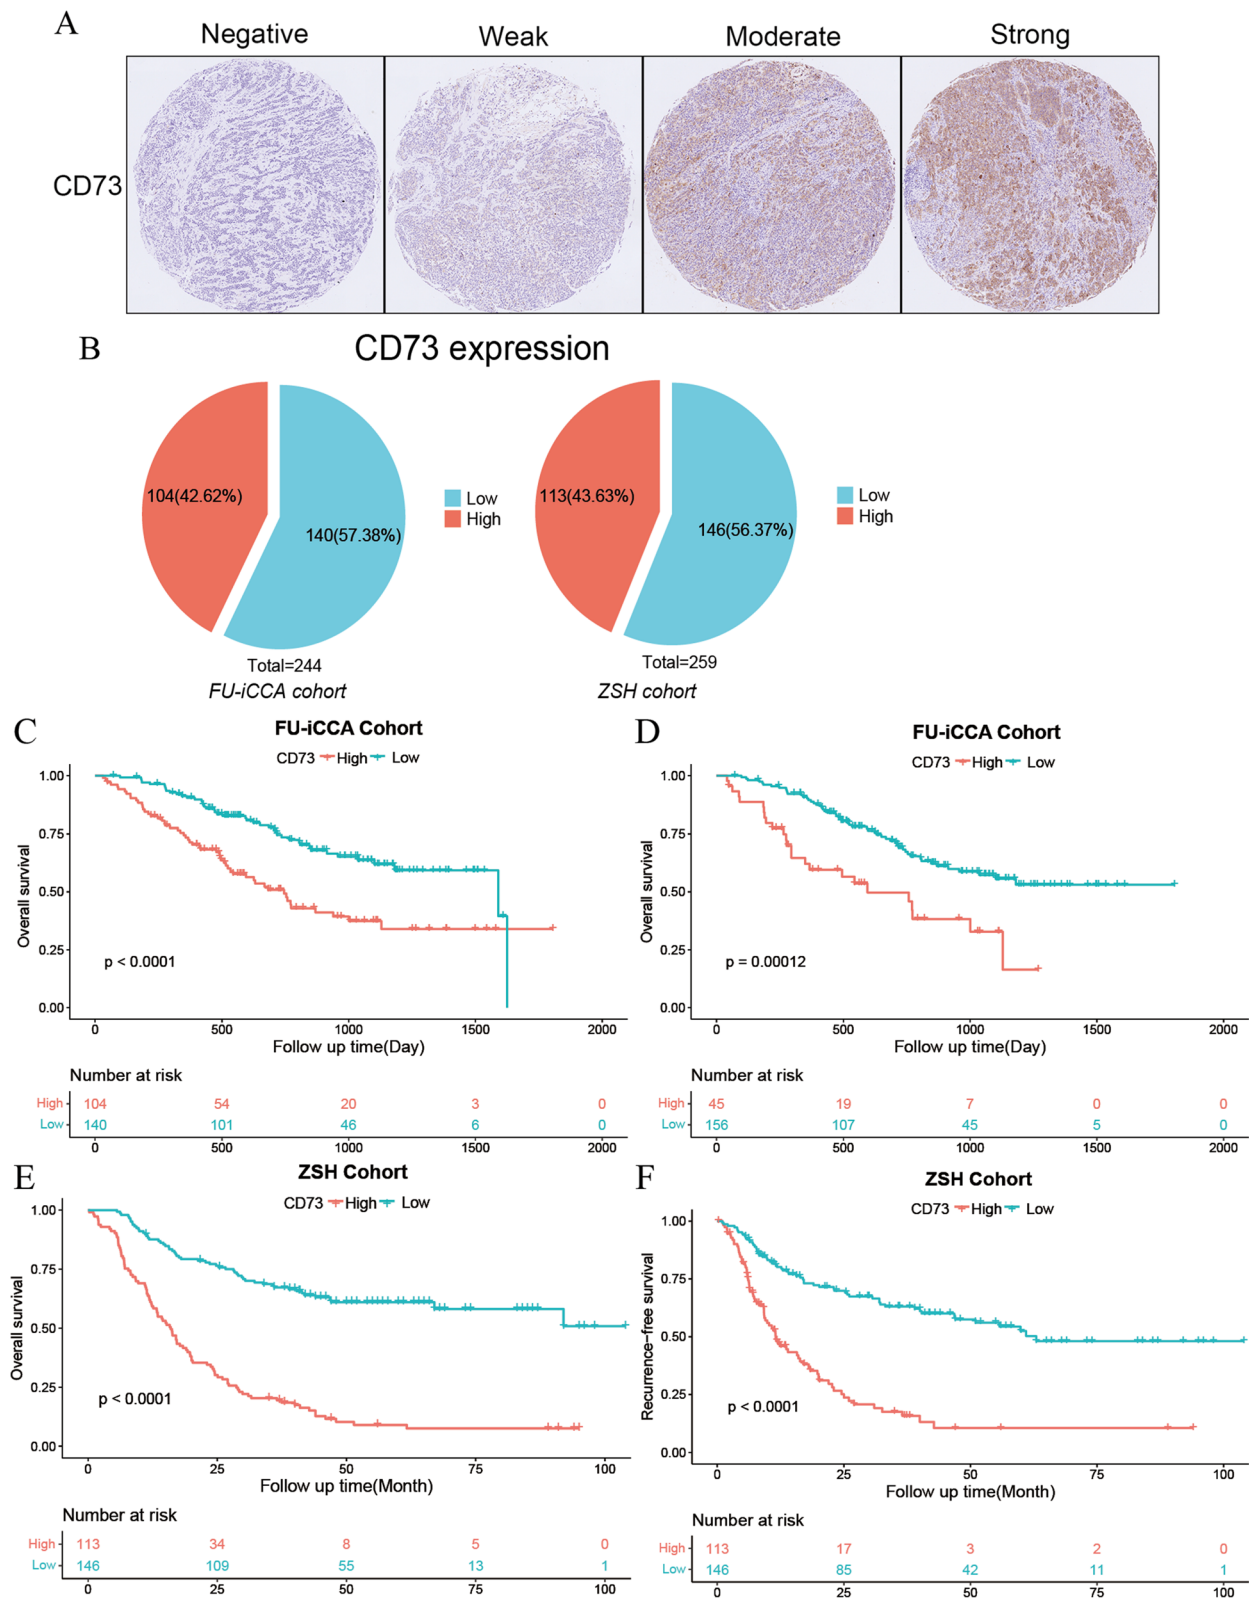 A
Negative Weak Moderate Strong
CD73
B
CD73 expression
104(42.62%)
140(57.38%)
Low
High
Total=244
FU-iCCA cohort
113(43.63%)
146(56.37%)
Low
High
Total=259
ZSH cohort
C
FU-iCCA Cohort
CD73 High Low
Overall survival
1.00
0.75
0.50
0.25
0.00
p < 0.0001
0 500 1000 1500 2000
Follow up time(Day)
Number at risk
High 104 54 20 3 0
Low 140 101 46 6 0
0 500 1000 1500 2000
D
FU-iCCA Cohort
CD73 High Low
Overall survival
1.00
0.75
0.50
0.25
0.00
p = 0.00012
0 500 1000 1500 2000
Follow up time(Day)
Number at risk
High 45 19 7 0 0
Low 156 107 45 5 0
0 500 1000 1500 2000
E
ZSH Cohort
CD73 High Low
Overall survival
1.00
0.75
0.50
0.25
0.00
p < 0.0001
0 25 50 75 100
Follow up time(Month)
Number at risk
High 113 34 8 5 0
Low 146 109 55 13 1
0 25 50 75 100
F
ZSH Cohort
CD73 High Low
Recurrence-free survival
1.00
0.75
0.50
0.25
0.00
p < 0.0001
0 25 50 75 100
Follow up time(Month)
Number at risk
High 113 17 3 2 0
Low 146 85 42 11 1
0 25 50 75 100